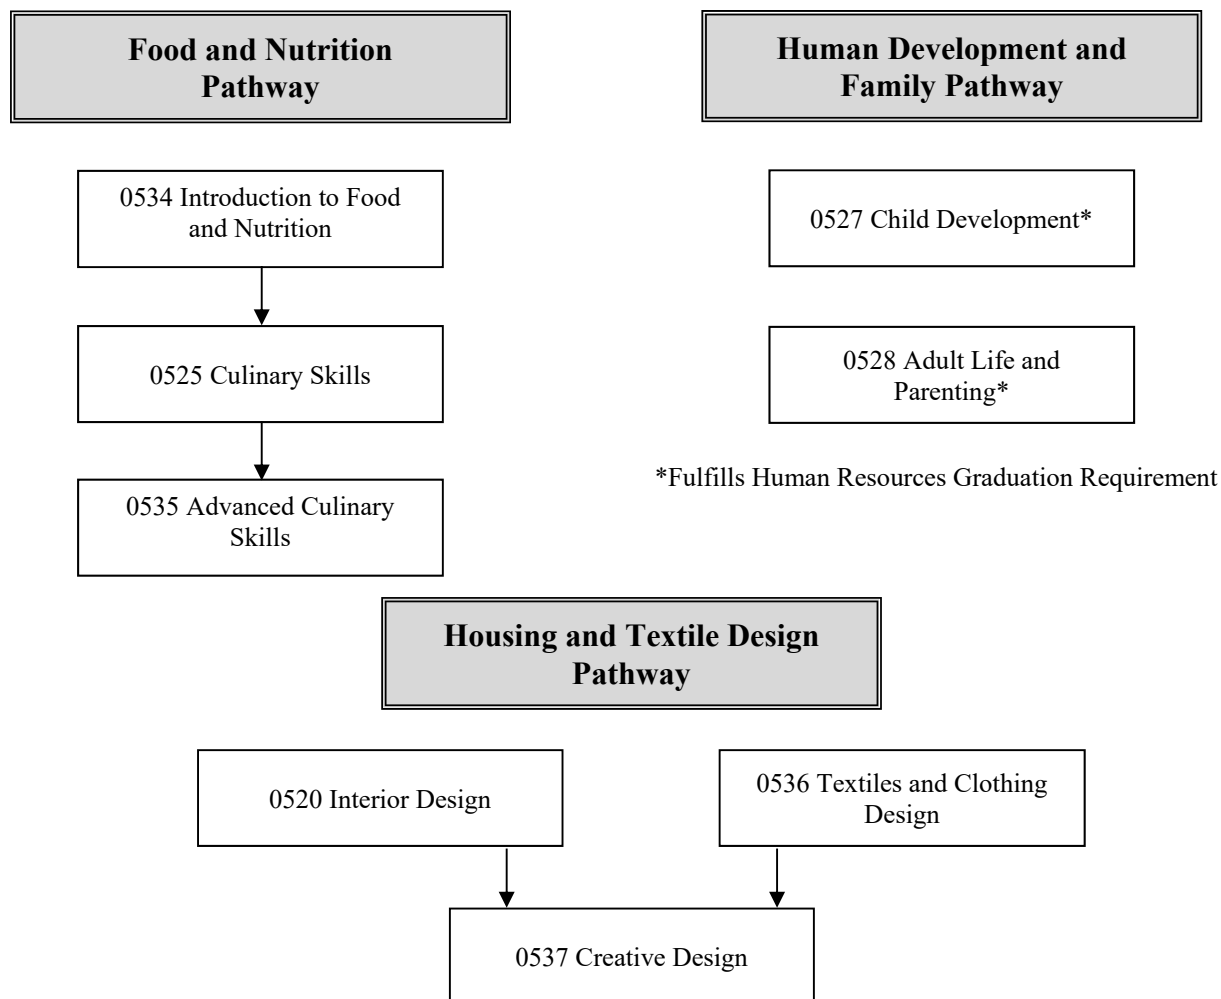 Food and Nutrition
Pathway
0534 Introduction to Food
and Nutrition
0525 Culinary Skills
0535 Advanced Culinary
Skills
Human Development and
Family Pathway
0527 Child Development*
0528 Adult Life and
Parenting*
*Fulfills Human Resources Graduation Requirement
Housing and Textile Design
Pathway
0520 Interior Design
0536 Textiles and Clothing
Design
0537 Creative Design